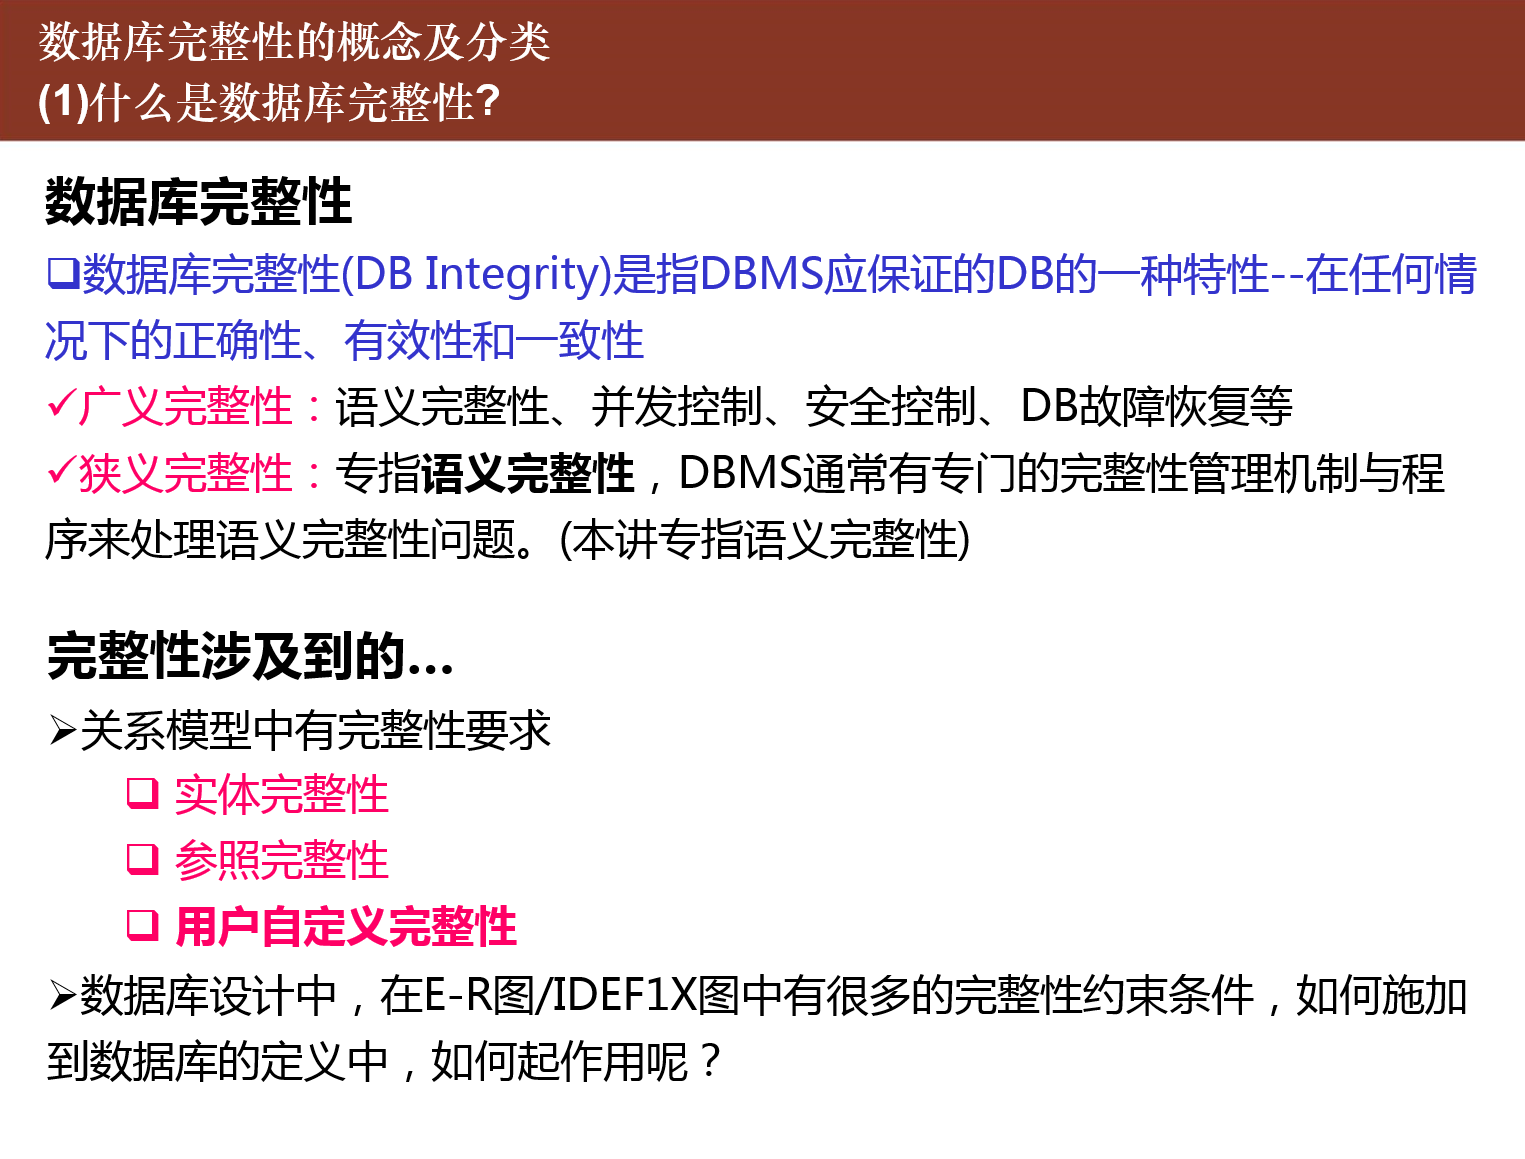 数据库完整性的概念及分类
(1)什么是数据库完整性?
数据库完整性
❑数据库完整性(DB Integrity)是指DBMS应保证的DB的一种特性--在任何情
况下的正确性、有效性和一致性
✓广义完整性：语义完整性、并发控制、安全控制、DB故障恢复等
✓狭义完整性：专指语义完整性，DBMS通常有专门的完整性管理机制与程
序来处理语义完整性问题。(本讲专指语义完整性)
完整性涉及到的...
➢关系模型中有完整性要求
❑ 实体完整性
❑ 参照完整性
❑ 用户自定义完整性
➢数据库设计中，在E-R图/IDEF1X图中有很多的完整性约束条件，如何施加
到数据库的定义中，如何起作用呢？